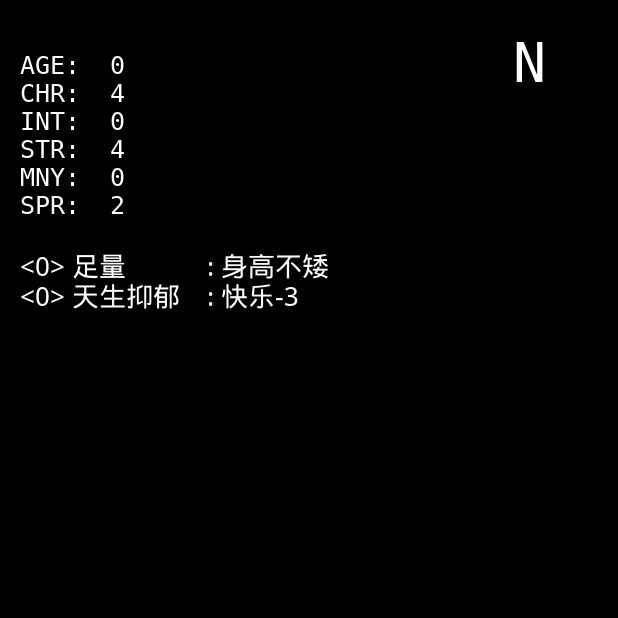 N
AGE: 0
CHR: 4
INT: 0
STR: 4
MNY: 0
SPR: 2
<O> 足量 : 身高不矮
<O> 天生抑郁 : 快乐-3